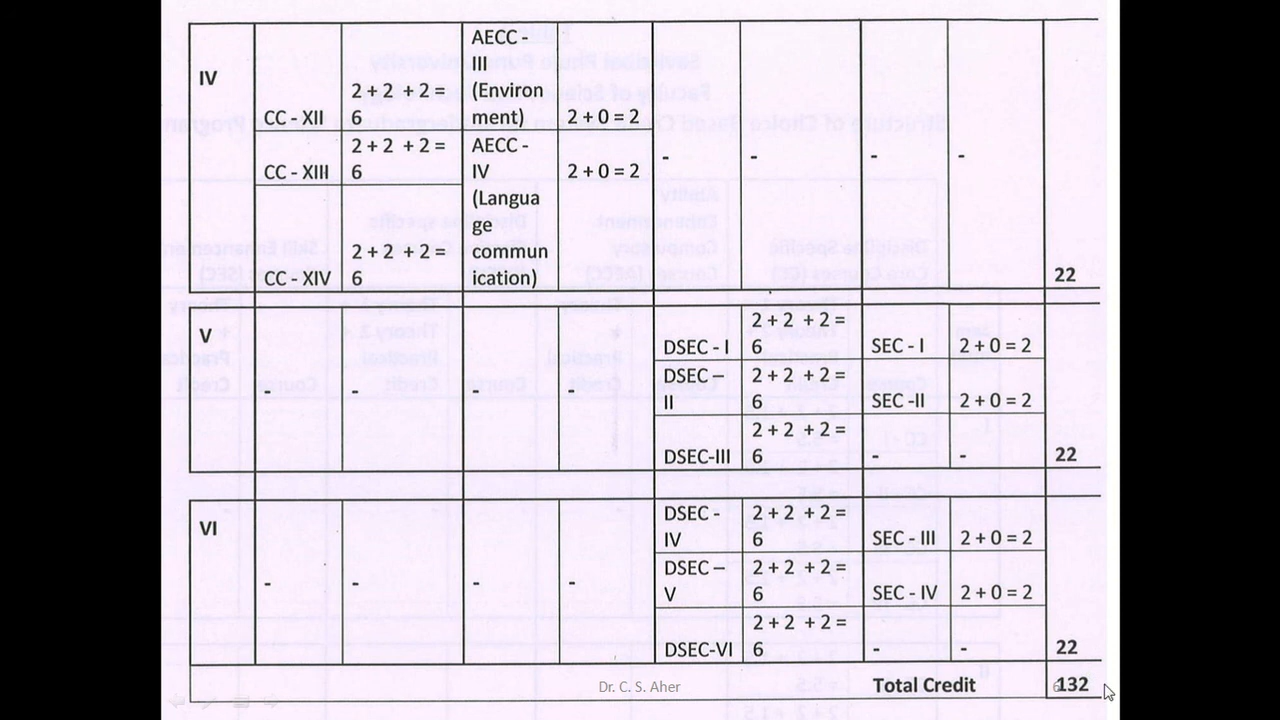 IV
CC - XII
2 + 2 + 2 =
6
AECC -
III
(Environ
ment)
2 + 0 = 2
CC - XIII
2 + 2 + 2 =
6
AECC -
IV
(Langua
ge
commun
ication)
2 + 0 = 2
CC - XIV
2 + 2 + 2 =
6
-
-
-
-
22
V
-
-
-
-
DSEC - I
2 + 2 + 2 =
6
SEC - I
2 + 0 = 2
DSEC –
II
2 + 2 + 2 =
6
SEC -II
2 + 0 = 2
DSEC-III
2 + 2 + 2 =
6
-
-
22
VI
-
-
-
-
DSEC -
IV
2 + 2 + 2 =
6
SEC - III
2 + 0 = 2
DSEC –
V
2 + 2 + 2 =
6
SEC - IV
2 + 0 = 2
DSEC-VI
2 + 2 + 2 =
6
-
-
22
Total Credit
132
Dr. C. S. Aher
6